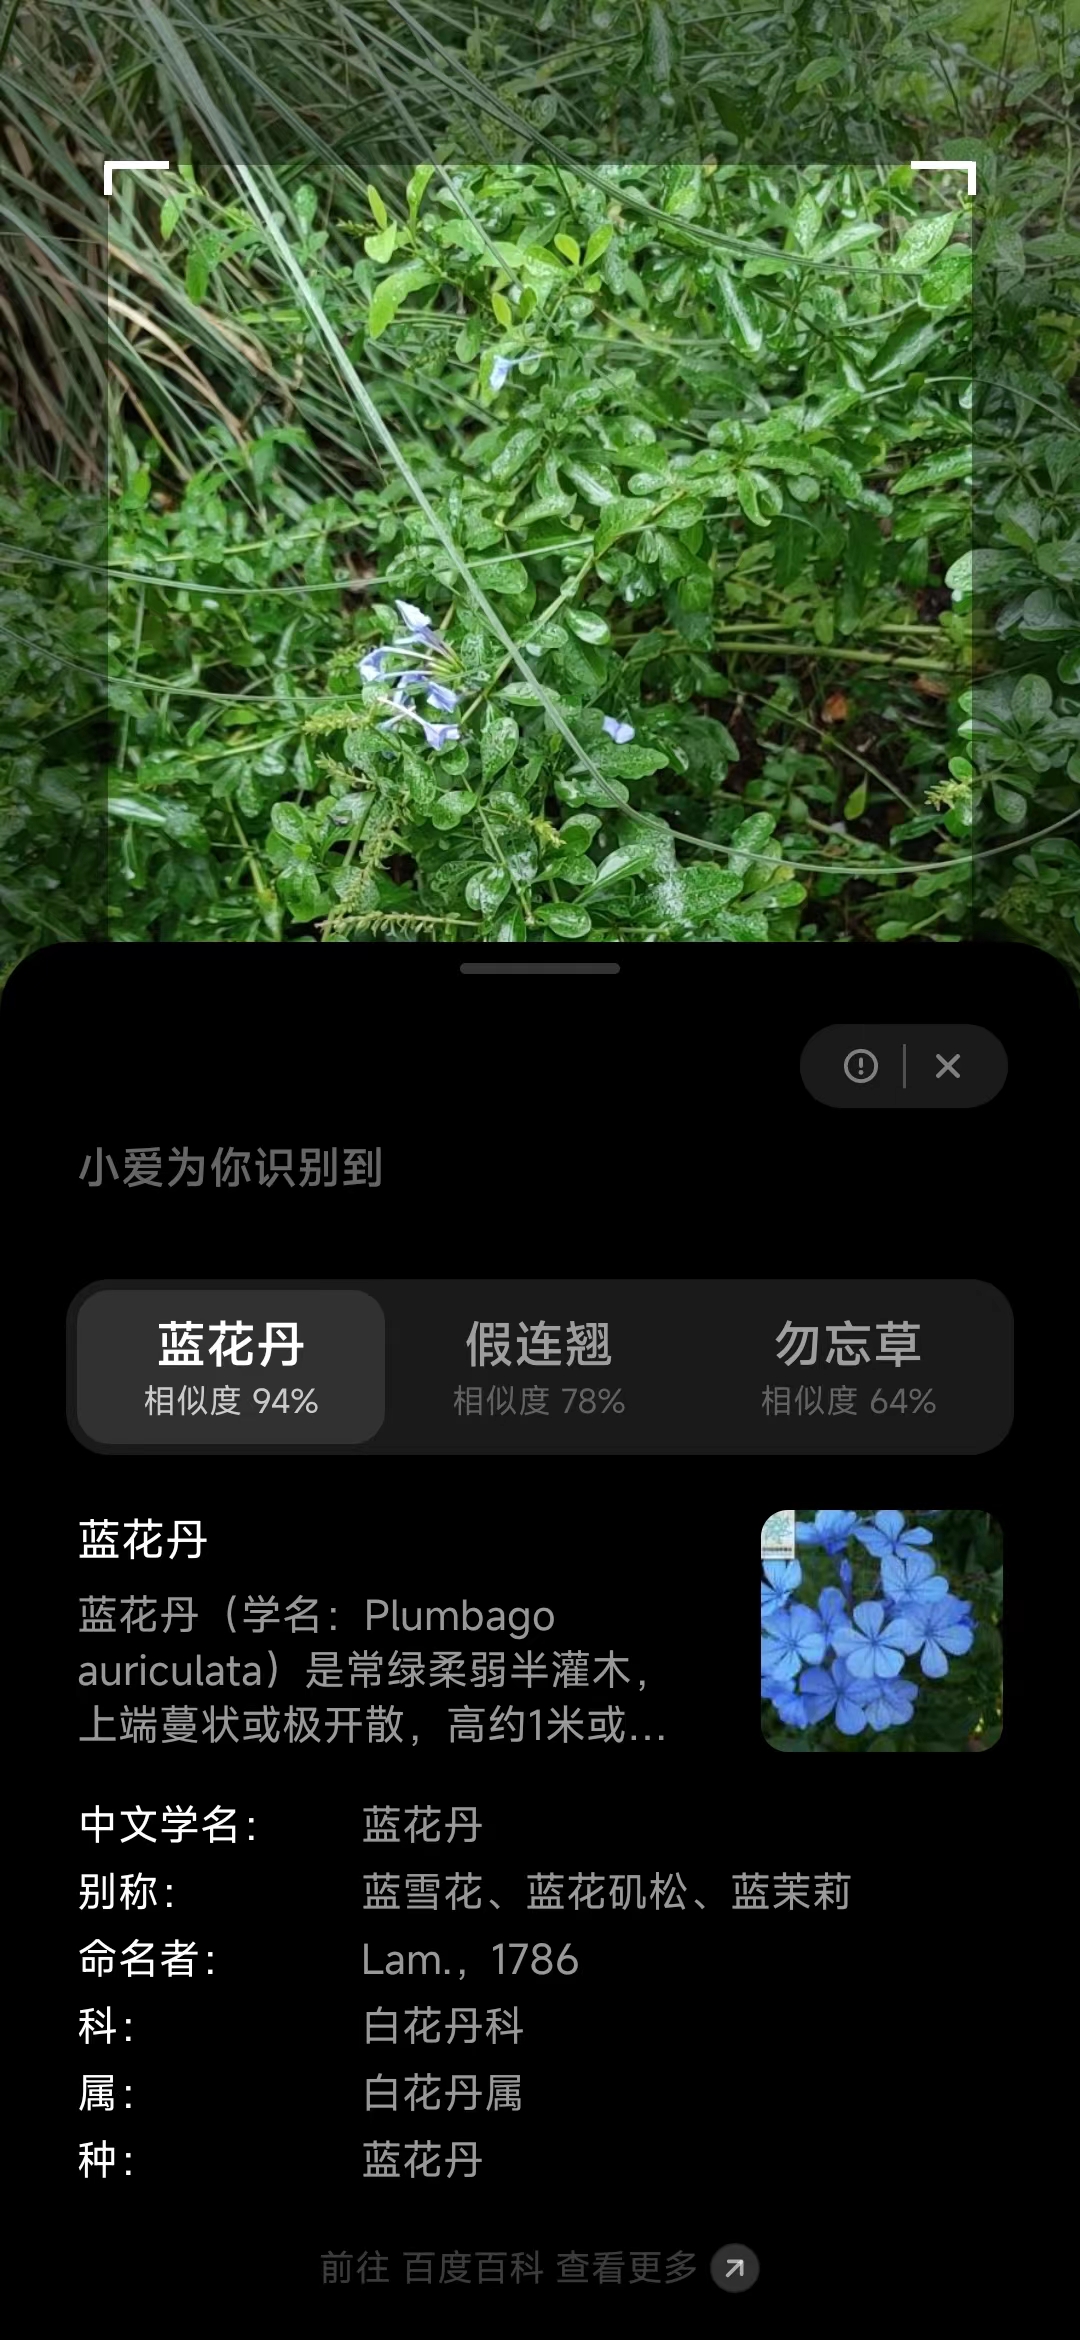 小爱为你识别到
蓝花丹
相似度 94%
假连翘
相似度 78%
勿忘草
相似度 64%
蓝花丹
蓝花丹（学名：Plumbago
auriculata）是常绿柔弱半灌木，
上端蔓状或极开散，高约1米或...
中文学名： 蓝花丹
别称： 蓝雪花、蓝花矶松、蓝茉莉
命名者： Lam.，1786
科： 白花丹科
属： 白花丹属
种： 蓝花丹
前往 百度百科 查看更多